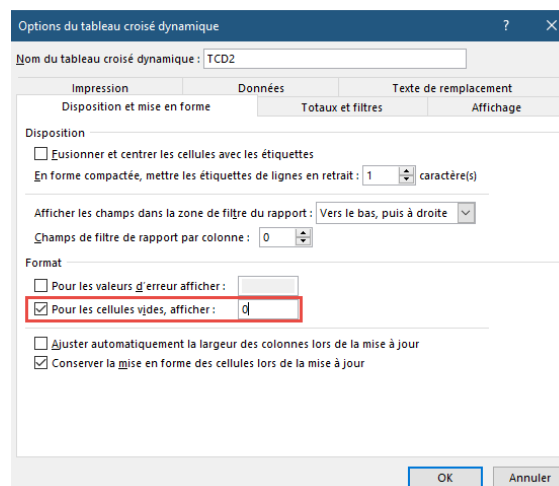 Options du tableau croisé dynamique ? ×
Nom du tableau croisé dynamique : TCD2
Impression Données Texte de remplacement
Disposition et mise en forme Totaux et filtres Affichage
Disposition
Fusionner et centrer les cellules avec les étiquettes
En forme compactée, mettre les étiquettes de lignes en retrait : 1 caractère(s)
Afficher les champs dans la zone de filtre du rapport : Vers le bas, puis à droite
Champs de filtre de rapport par colonne : 0
Format
Pour les valeurs d'erreur afficher :
Pour les cellules vides, afficher : 0
Ajuster automatiquement la largeur des colonnes lors de la mise à jour
Conserver la mise en forme des cellules lors de la mise à jour
OK Annuler